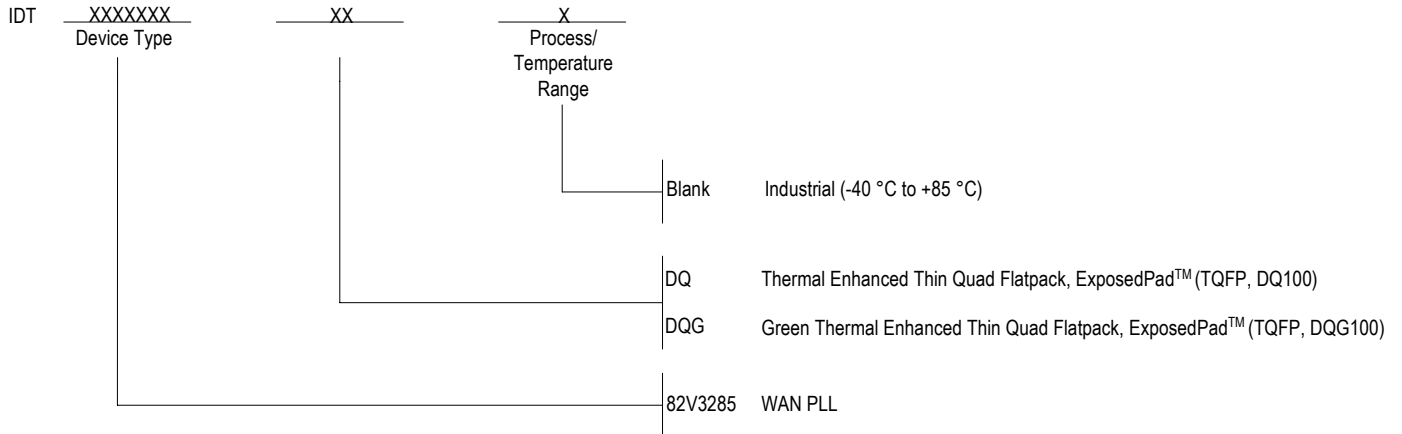 IDT XXXXXXX XX X
Device Type
Process/
Temperature
Range
Blank Industrial (-40 °C to +85 °C)
DQ Thermal Enhanced Thin Quad Flatpack, ExposedPad™ (TQFP, DQ100)
DQG Green Thermal Enhanced Thin Quad Flatpack, ExposedPad™ (TQFP, DQG100)
82V3285 WAN PLL